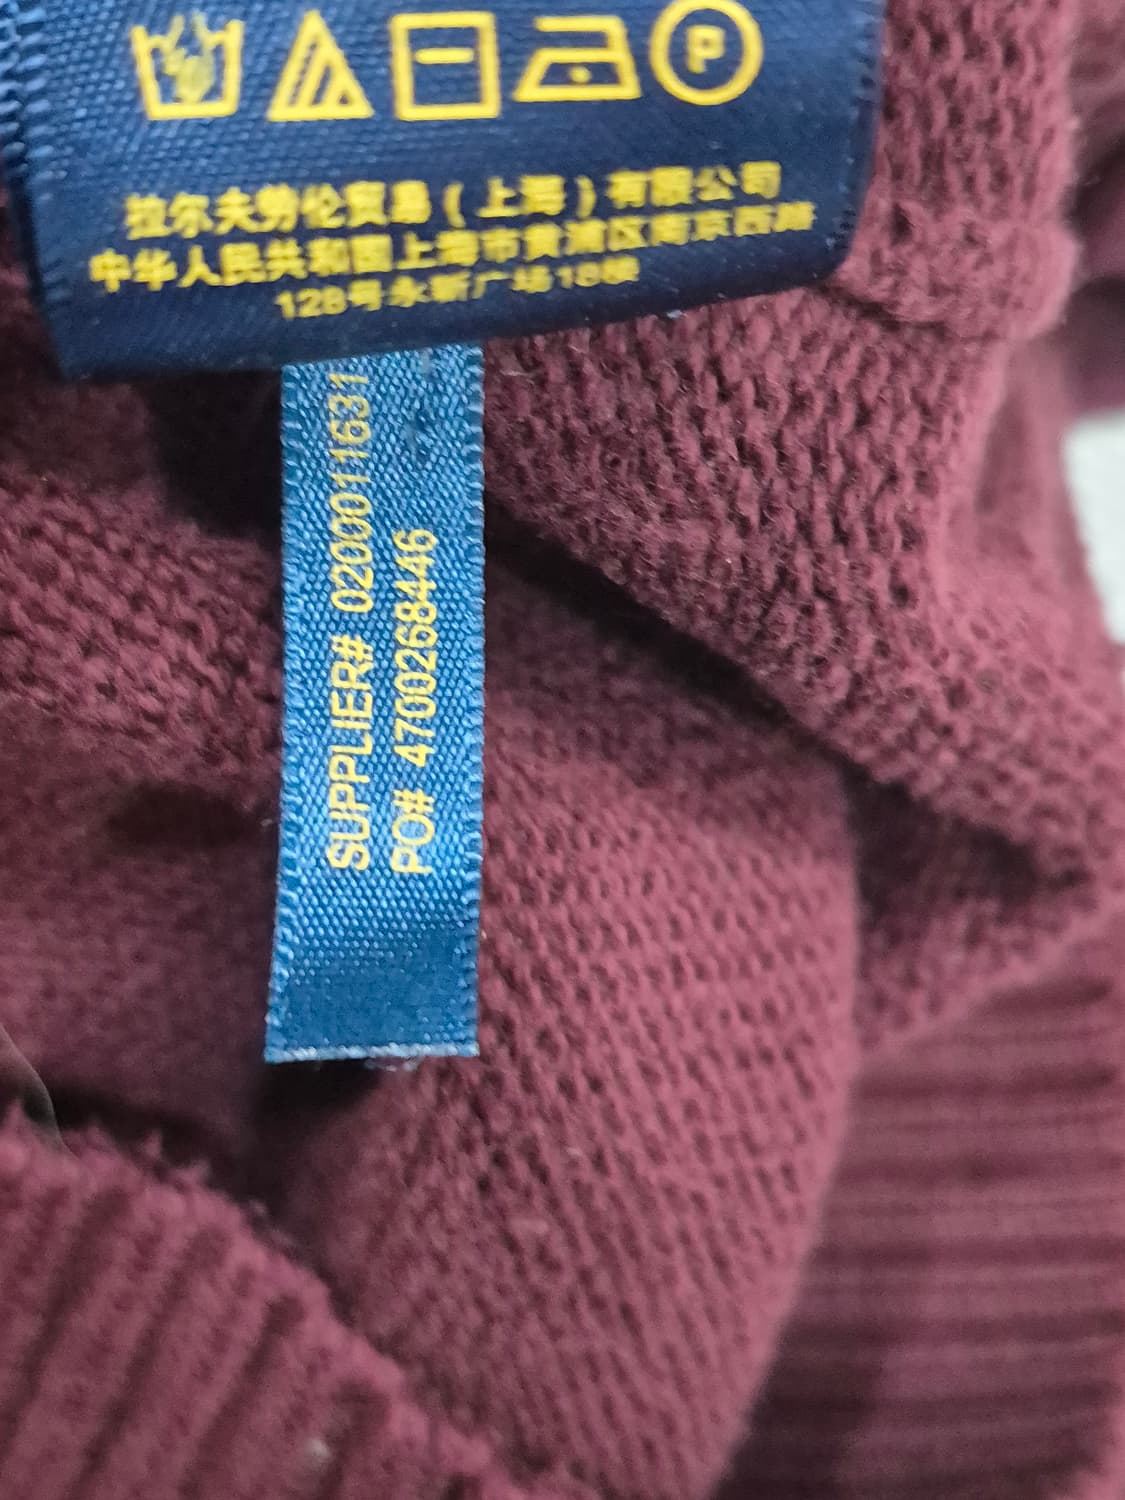 P
拉尔夫劳伦贸易（上海）有限公司
中华人民共和国上海市黄浦区南京西路
128号永新广场18楼
SUPPLIER# 0200011631
PO# 4700268446